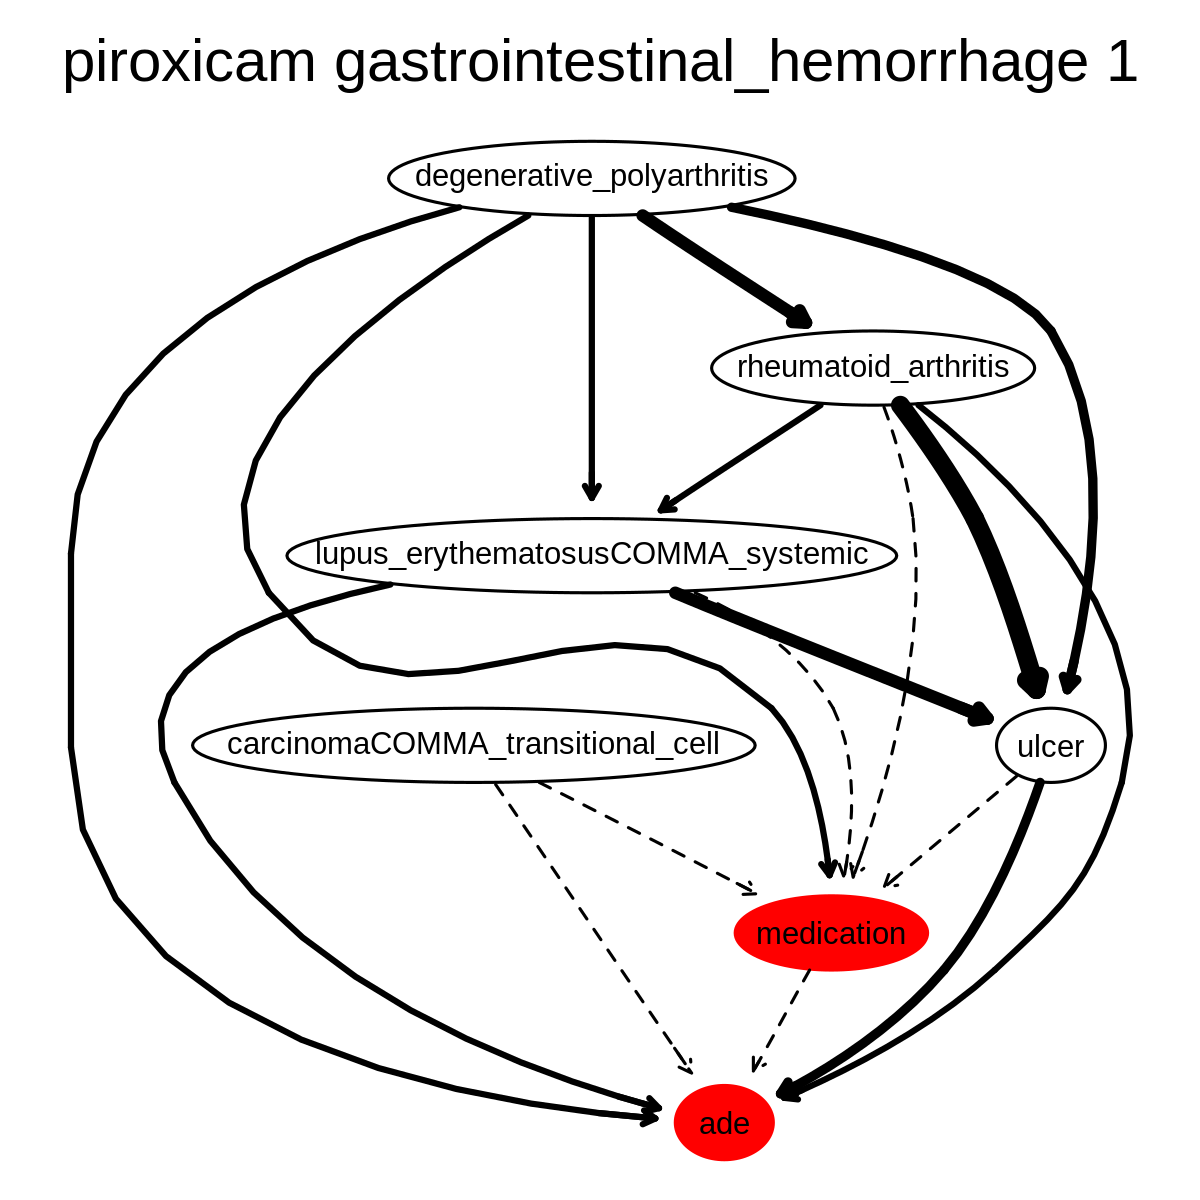 piroxicam gastrointestinal_hemorrhage 1
degenerative_polyarthritis
rheumatoid_arthritis
lupus_erythematosusCOMMA_systemic
carcinomaCOMMA_transitional_cell
ulcer
medication
ade